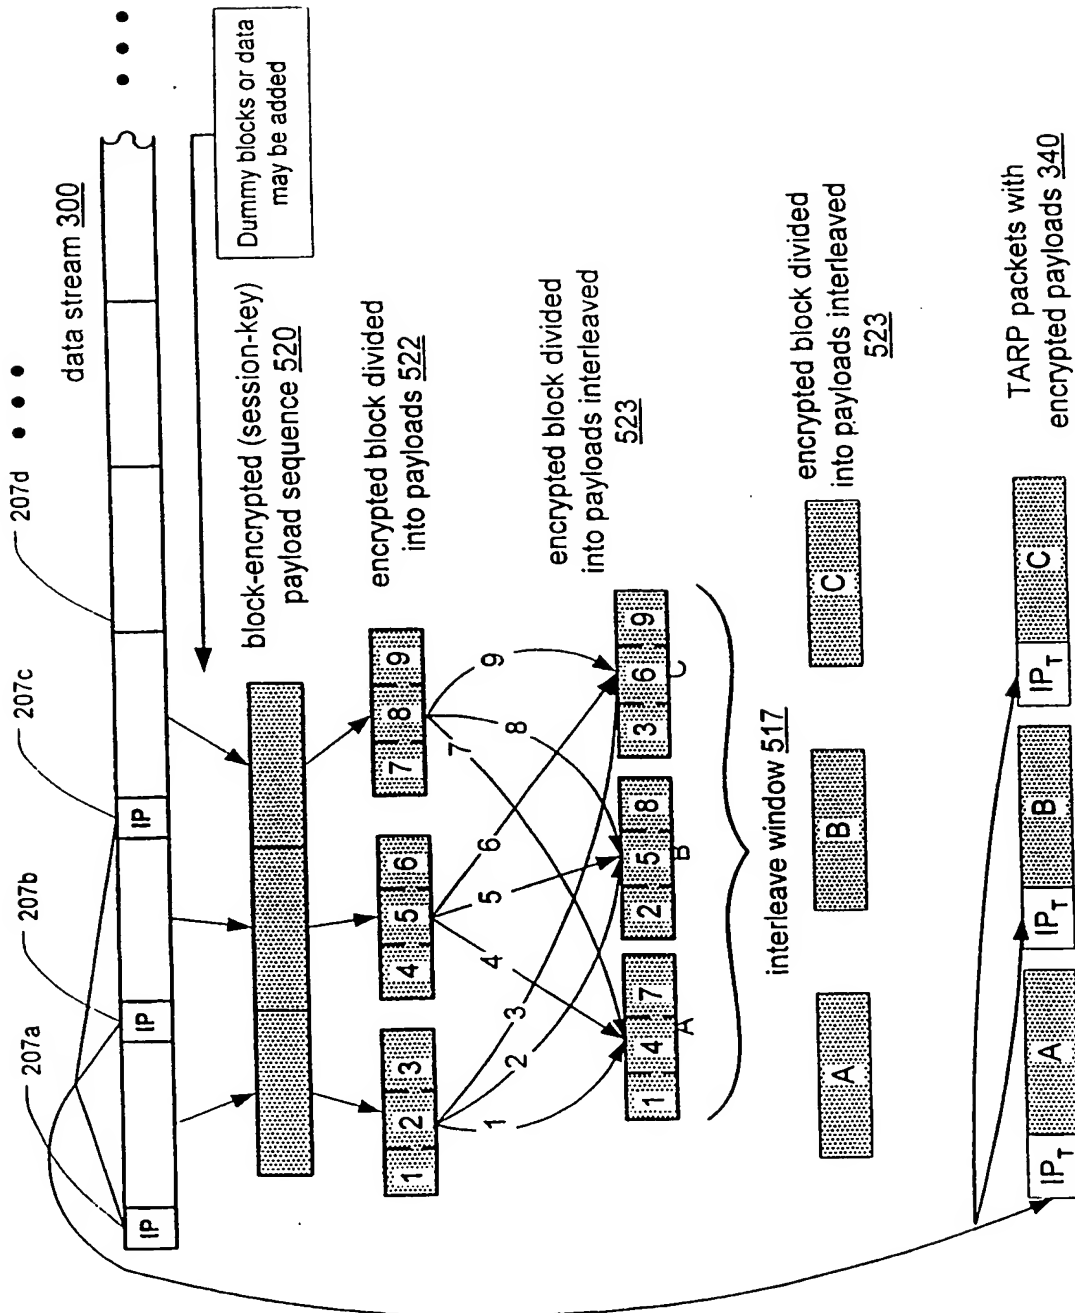 207a
207b
207c
207d
IP
IP
IP
data stream 300
Dummy blocks or data
may be added
block-encrypted (session-key)
payload sequence 520
encrypted block divided
into payloads 522
1 2 3
4 5 6
7 8 9
1
2
3
4
5
6
7
8
9
encrypted block divided
into payloads interleaved
523
1 4 7
2 5 8
3 6 9
A
B
C
interleave window 517
encrypted block divided
into payloads interleaved
523
A
B
C
TARP packets with
encrypted payloads 340
IPT A
IPT B
IPT C